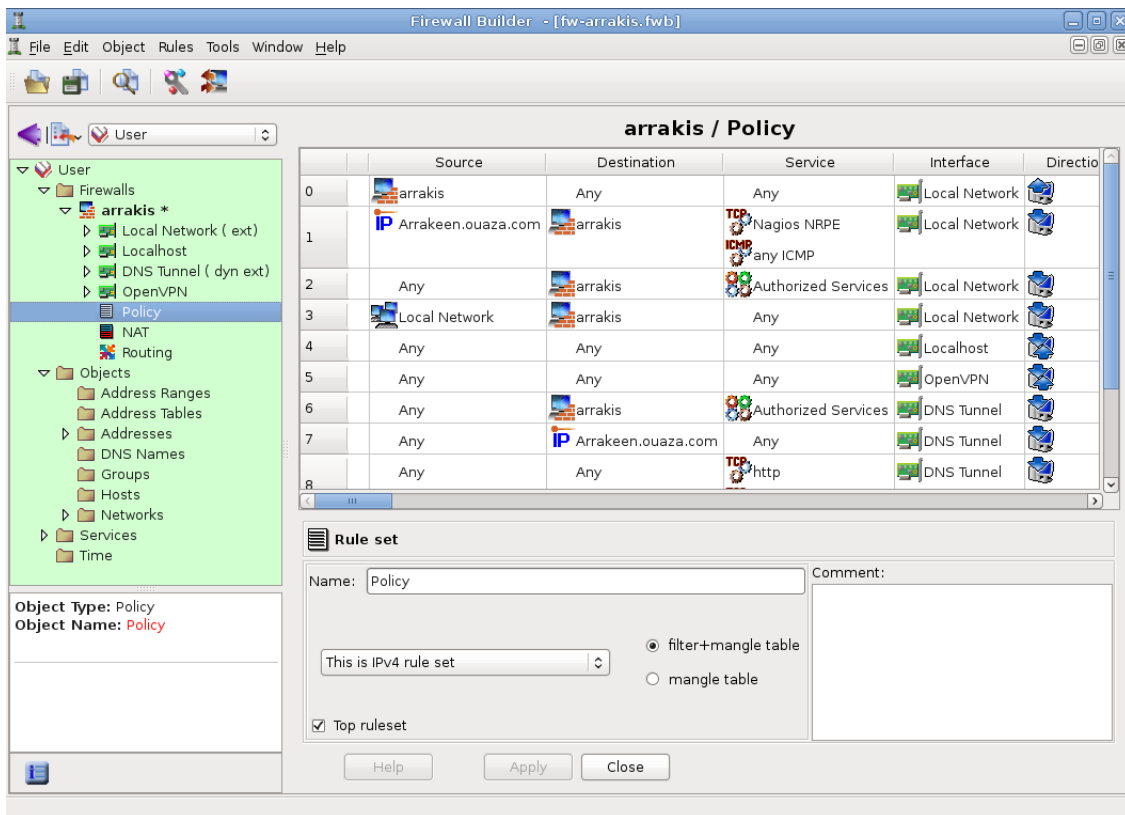 Firewall Builder - [fw-arrakis.fwb]
File Edit Object Rules Tools Window Help
User
arrakis / Policy
User
Firewalls
arrakis *
Local Network ( ext)
Localhost
DNS Tunnel ( dyn ext)
OpenVPN
Policy
NAT
Routing
Objects
Address Ranges
Address Tables
Addresses
DNS Names
Groups
Hosts
Networks
Services
Time
Object Type: Policy
Object Name: Policy
Source Destination Service Interface Directio
0 arrakis Any Any Local Network
1 IP Arrakeen.ouaza.com arrakis TCP Nagios NRPE Local Network
ICMP any ICMP
2 Any arrakis Authorized Services Local Network
3 Local Network arrakis Any Local Network
4 Any Any Any Localhost
5 Any Any Any OpenVPN
6 Any arrakis Authorized Services DNS Tunnel
7 Any IP Arrakeen.ouaza.com Any DNS Tunnel
8 Any Any TCP http DNS Tunnel
Rule set
Name: Policy
Comment:
This is IPv4 rule set
filter+mangle table
mangle table
Top ruleset
Help Apply Close